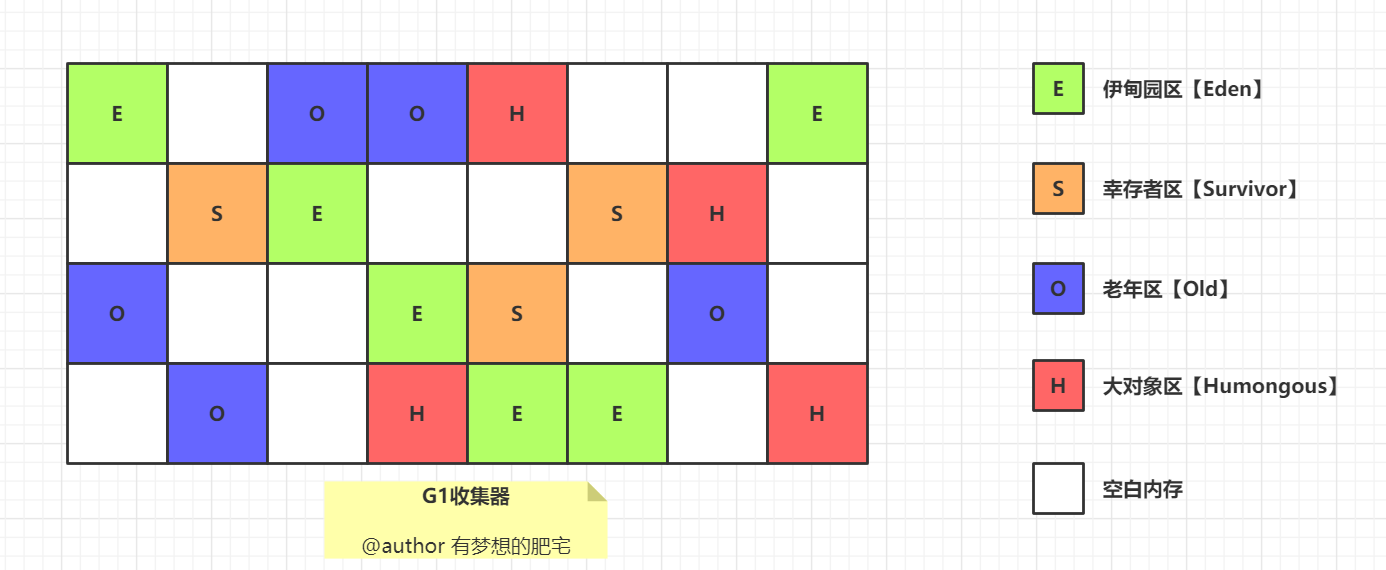 E O O H E
S E S H
O E S O
O H E E H
E 伊甸园区【Eden】
S 幸存者区【Survivor】
O 老年区【Old】
H 大对象区【Humongous】
空白内存
G1收集器
@author 有梦想的肥宅